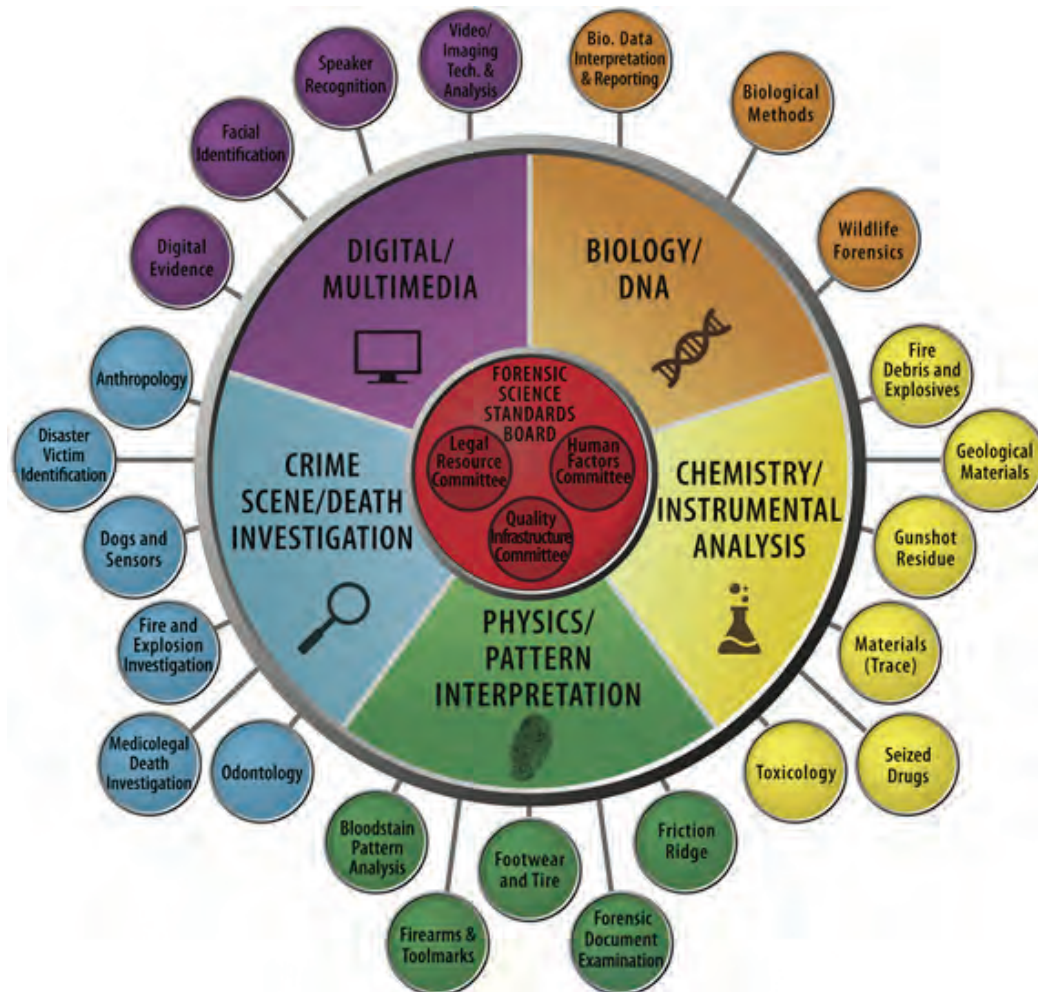 Video/
Imaging
Tech. &
Analysis
Bio. Data
Interpretation
& Reporting
Speaker
Recognition
Biological
Methods
Facial
Identification
Wildlife
Forensics
Digital
Evidence
DIGITAL/
MULTIMEDIA
BIOLOGY/
DNA
Anthropology
Fire
Debris and
Explosives
Disaster
Victim
Identification
Geological
Materials
FORENSIC
SCIENCE
STANDARDS
BOARD
Legal
Resource
Committee
Human
Factors
Committee
Quality
Infrastructure
Committee
CRIME
SCENE/DEATH
INVESTIGATION
CHEMISTRY/
INSTRUMENTAL
ANALYSIS
Dogs and
Sensors
Gunshot
Residue
Fire and
Explosion
Investigation
Materials
(Trace)
PHYSICS/
PATTERN
INTERPRETATION
Medicolegal
Death
Investigation
Odontology
Toxicology
Seized
Drugs
Bloodstain
Pattern
Analysis
Footwear
and Tire
Friction
Ridge
Firearms &
Toolmarks
Forensic
Document
Examination